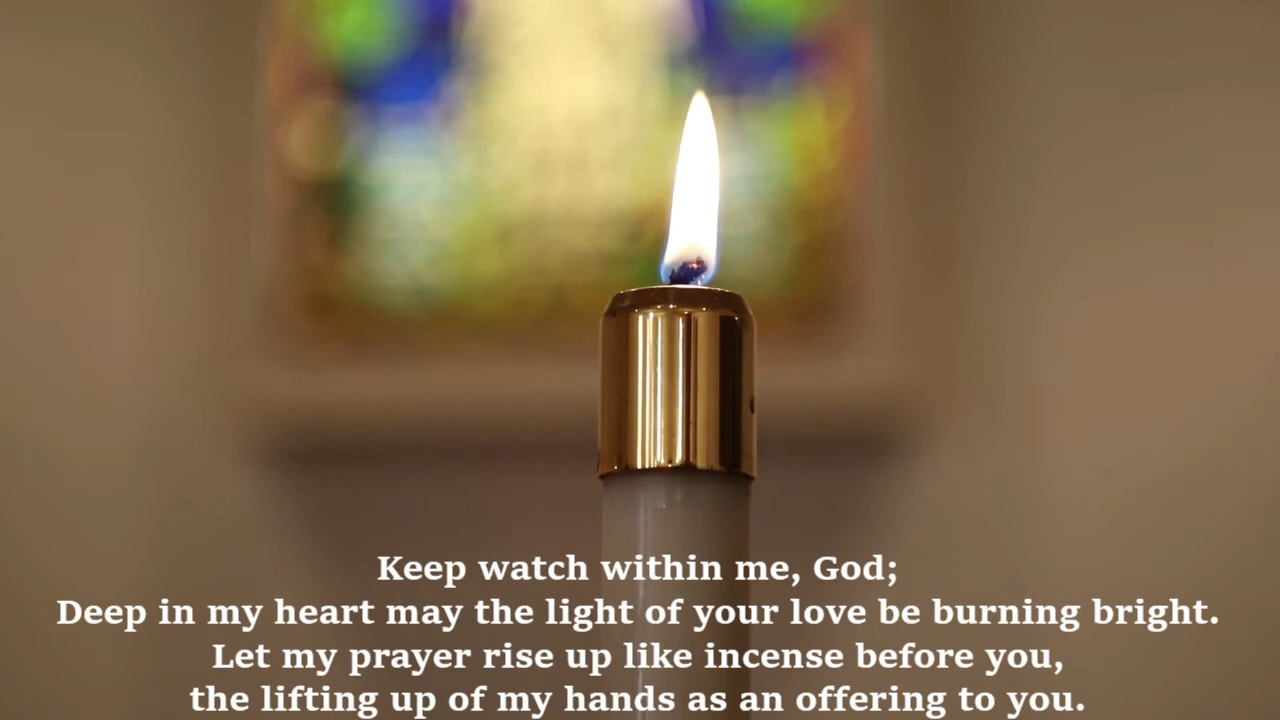 Keep watch within me, God;
Deep in my heart may the light of your love be burning bright.
Let my prayer rise up like incense before you,
the lifting up of my hands as an offering to you.